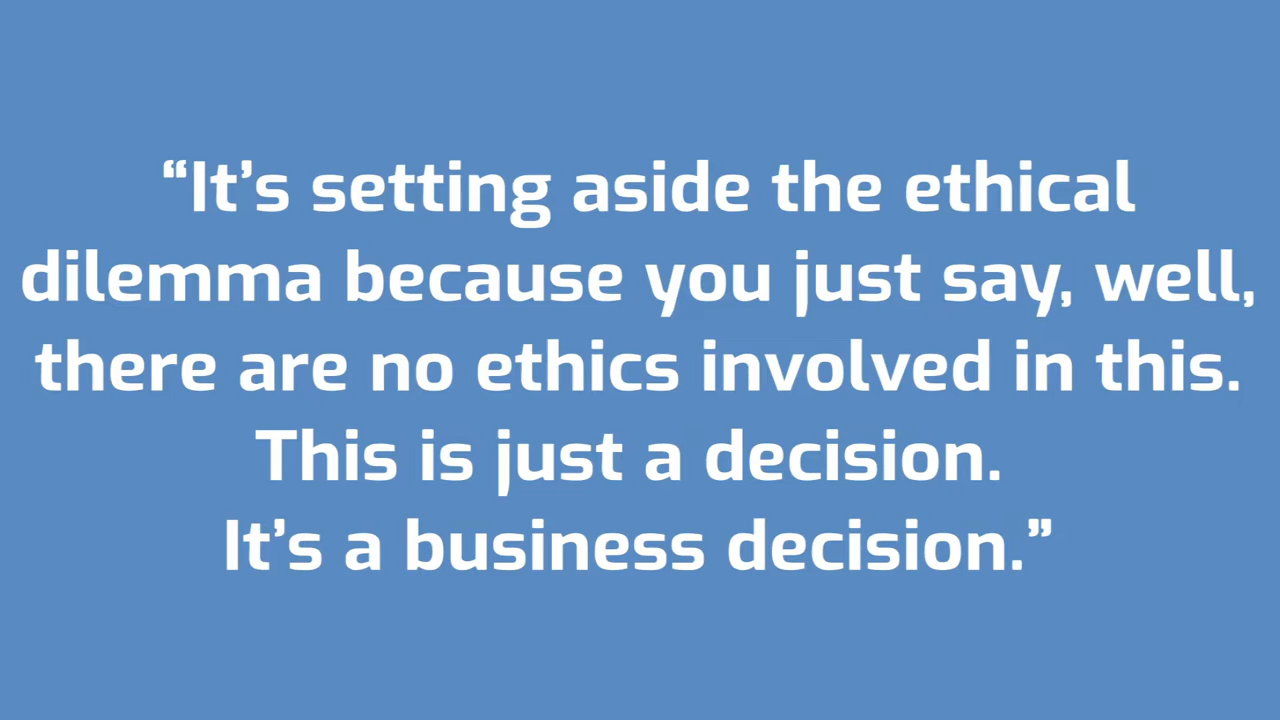 “It’s setting aside the ethical
dilemma because you just say, well,
there are no ethics involved in this.
This is just a decision.
It’s a business decision.”